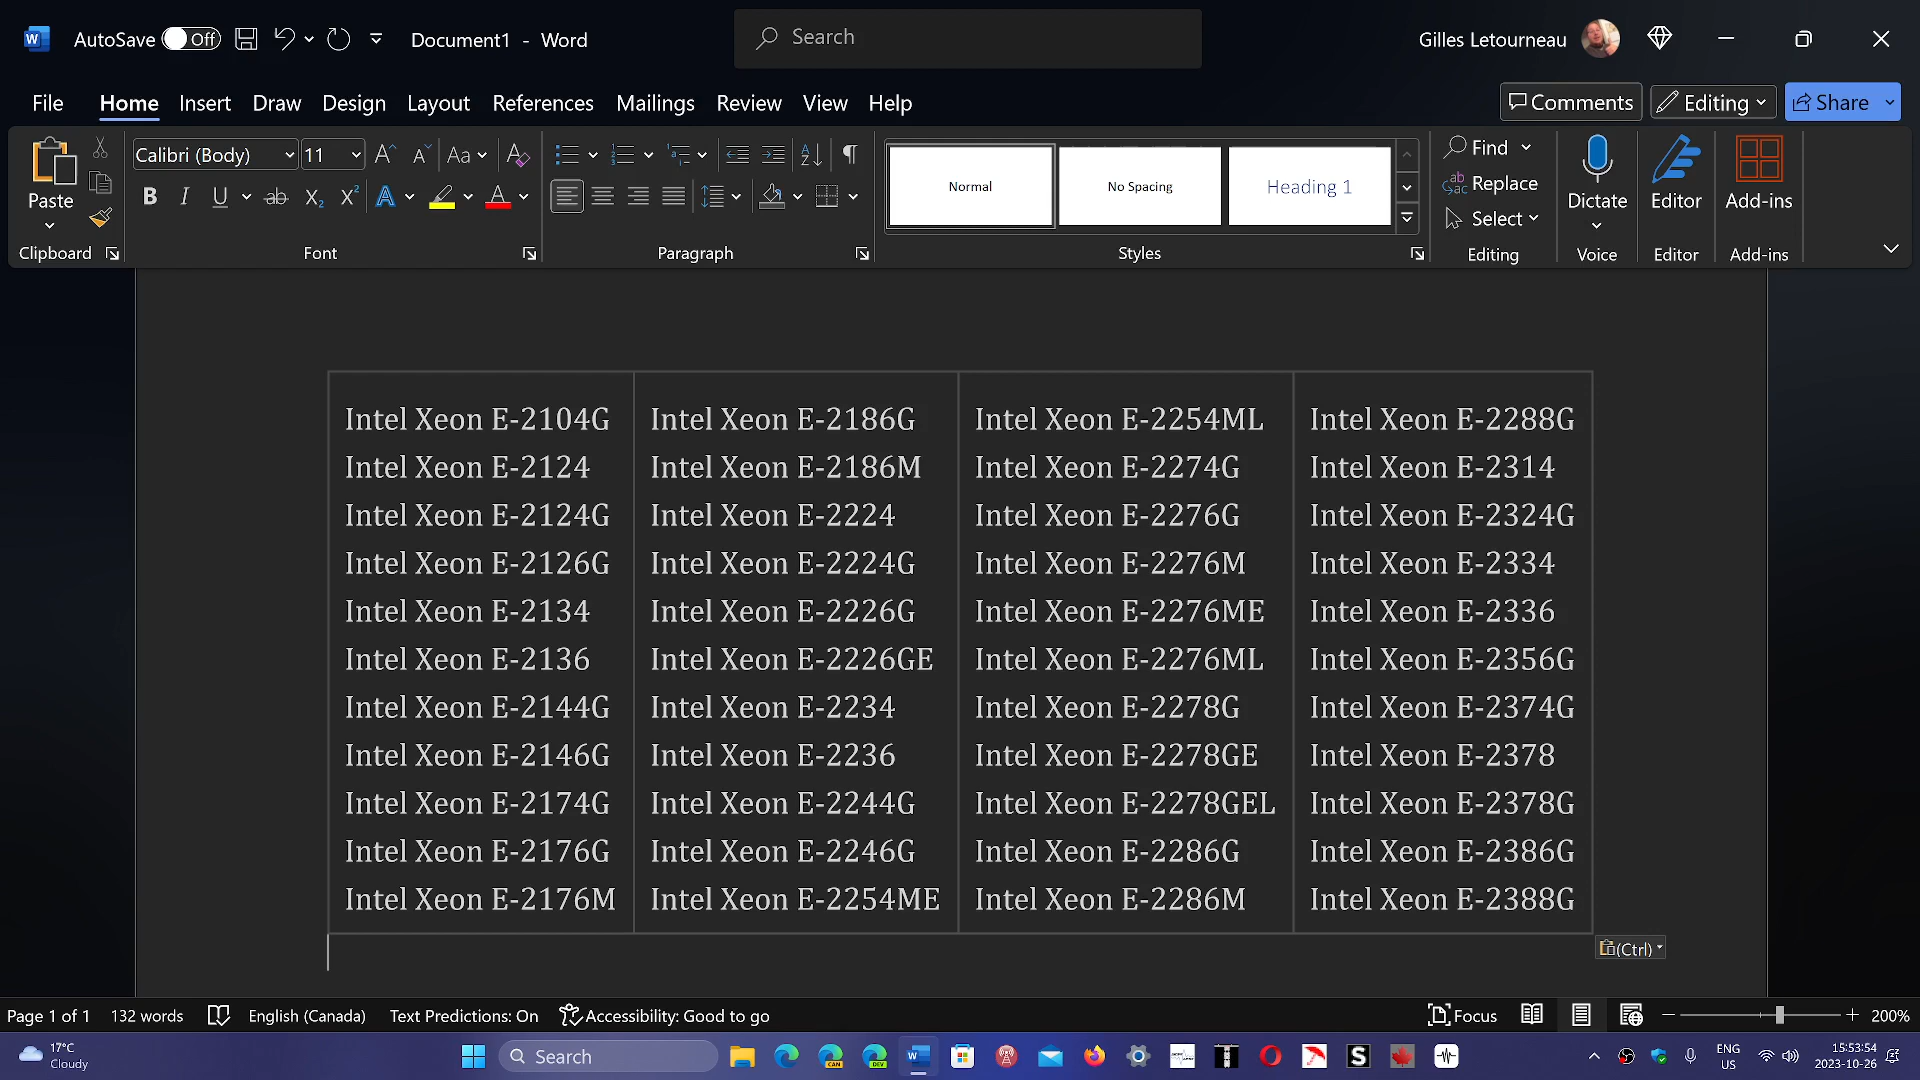 AutoSave Off Document1 - Word Search Gilles Letourneau
File Home Insert Draw Design Layout References Mailings Review View Help Comments Editing Share
Paste
Clipboard
Calibri (Body) 11 Aa
B I U ab X2 X2 A A
Font
Paragraph
Normal No Spacing Heading 1
Styles
Find
Replace
Select
Editing
Dictate
Voice
Editor
Editor
Add-ins
Add-ins
Intel Xeon E-2104G Intel Xeon E-2186G Intel Xeon E-2254ML Intel Xeon E-2288G
Intel Xeon E-2124 Intel Xeon E-2186M Intel Xeon E-2274G Intel Xeon E-2314
Intel Xeon E-2124G Intel Xeon E-2224 Intel Xeon E-2276G Intel Xeon E-2324G
Intel Xeon E-2126G Intel Xeon E-2224G Intel Xeon E-2276M Intel Xeon E-2334
Intel Xeon E-2134 Intel Xeon E-2226G Intel Xeon E-2276ME Intel Xeon E-2336
Intel Xeon E-2136 Intel Xeon E-2226GE Intel Xeon E-2276ML Intel Xeon E-2356G
Intel Xeon E-2144G Intel Xeon E-2234 Intel Xeon E-2278G Intel Xeon E-2374G
Intel Xeon E-2146G Intel Xeon E-2236 Intel Xeon E-2278GE Intel Xeon E-2378
Intel Xeon E-2174G Intel Xeon E-2244G Intel Xeon E-2278GEL Intel Xeon E-2378G
Intel Xeon E-2176G Intel Xeon E-2246G Intel Xeon E-2286G Intel Xeon E-2386G
Intel Xeon E-2176M Intel Xeon E-2254ME Intel Xeon E-2286M Intel Xeon E-2388G
(Ctrl)
Page 1 of 1 132 words English (Canada) Text Predictions: On Accessibility: Good to go Focus 200%
17°C
Cloudy
Search
CAN
DEV
ENG
US
15:53:54
2023-10-26